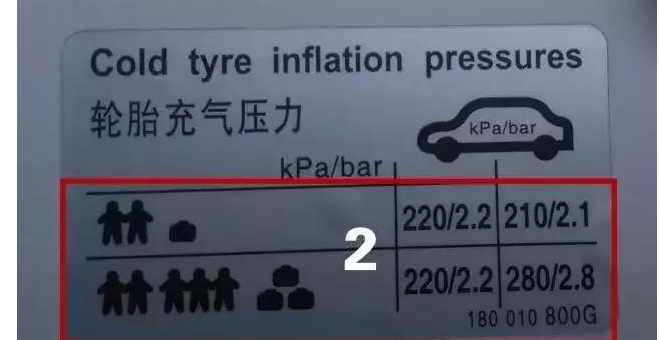 Cold tyre inflation pressures
轮胎充气压力
kPa/bar
kPa/bar
220/2.2 210/2.1
2
220/2.2 280/2.8
180 010 800G